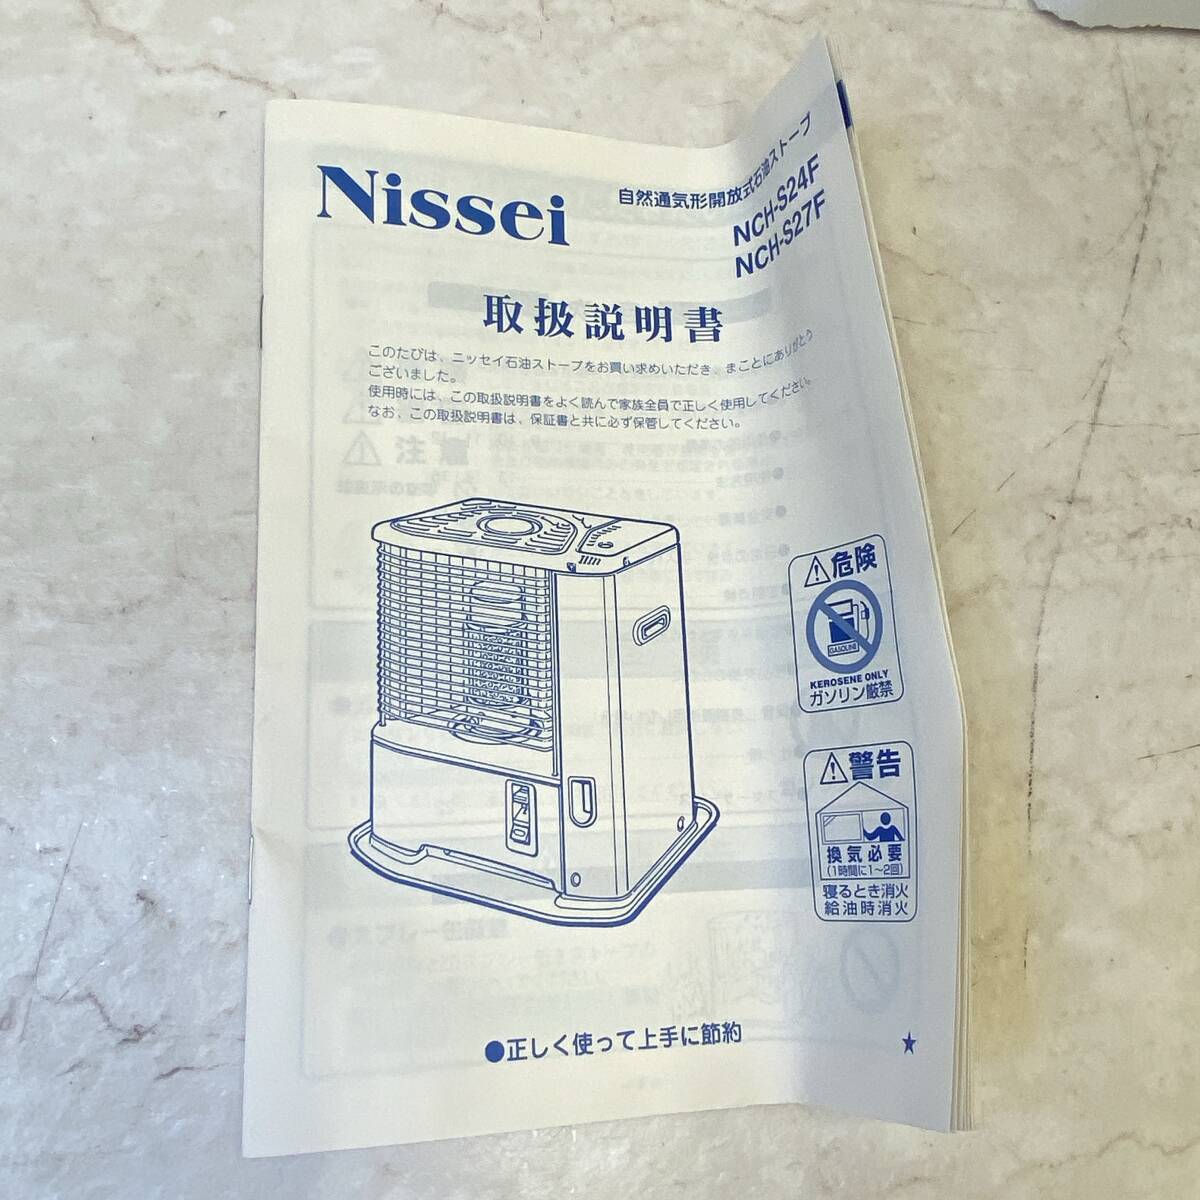 Nissei
自然通気形開放式石油ストーブ
NCH-S24F
NCH-S27F
取扱説明書
このたびは、ニッセイ石油ストーブをお買い求めいただき、まことにありがとう
ございました。
使用時には、この取扱説明書をよく読んで家族全員で正しく使用してください。
なお、この取扱説明書は、保証書と共に必ず保管してください。
危険
GASOLINE
KEROSENE ONLY
ガソリン厳禁
警告
換気必要
(1時間に1～2回)
寝るとき消火
給油時消火
●正しく使って上手に節約
★